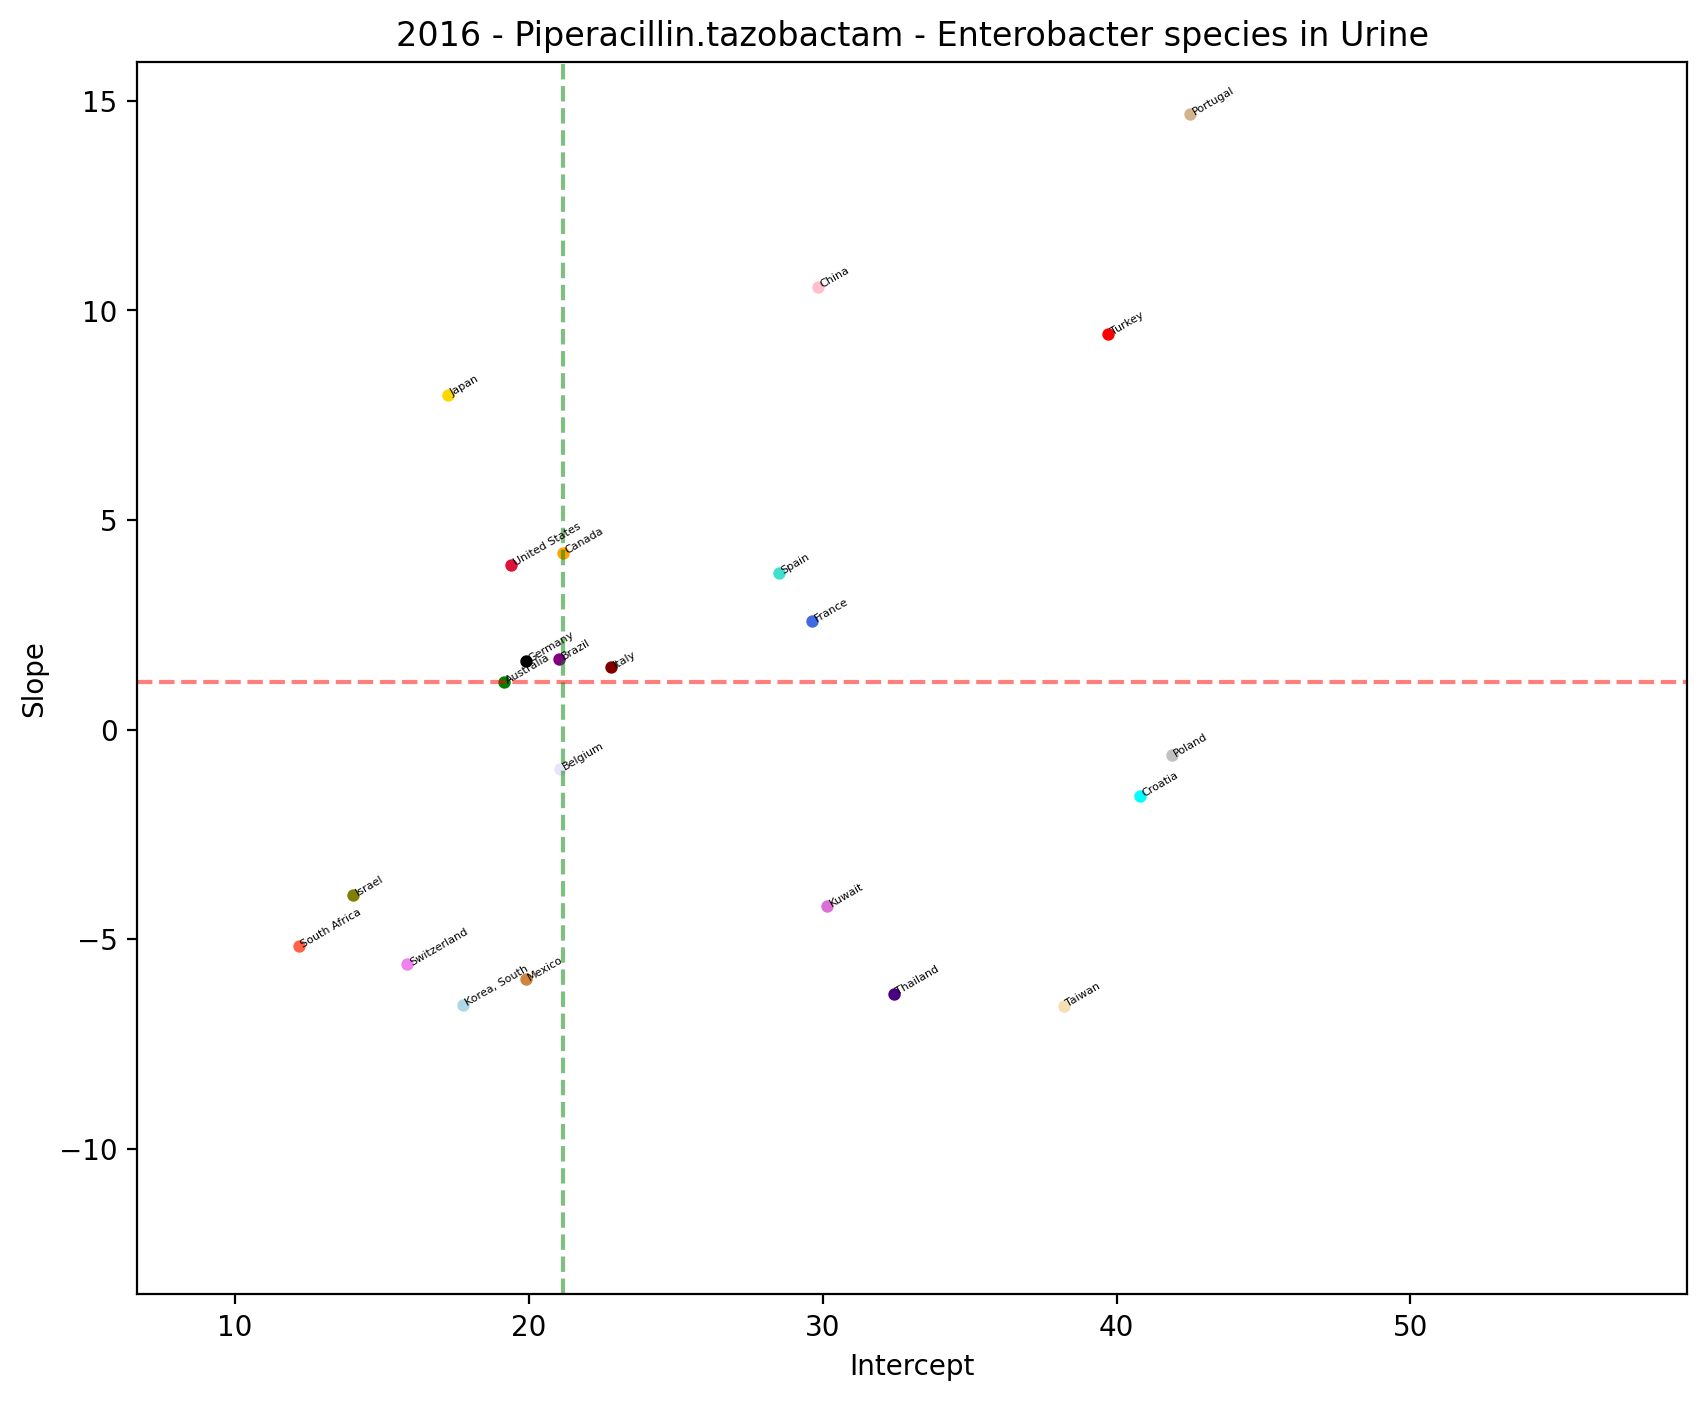 2016 - Piperacillin.tazobactam - Enterobacter species in Urine
15
Portugal
China
10
Turkey
Japan
5
United States
Canada
Spain
France
Germany
Brazil
Italy
Australia
Slope
0
Poland
Belgium
Croatia
Israel
Kuwait
South Africa
−5
Switzerland
Mexico
Korea, South
Thailand
Taiwan
−10
10
20
30
40
50
Intercept